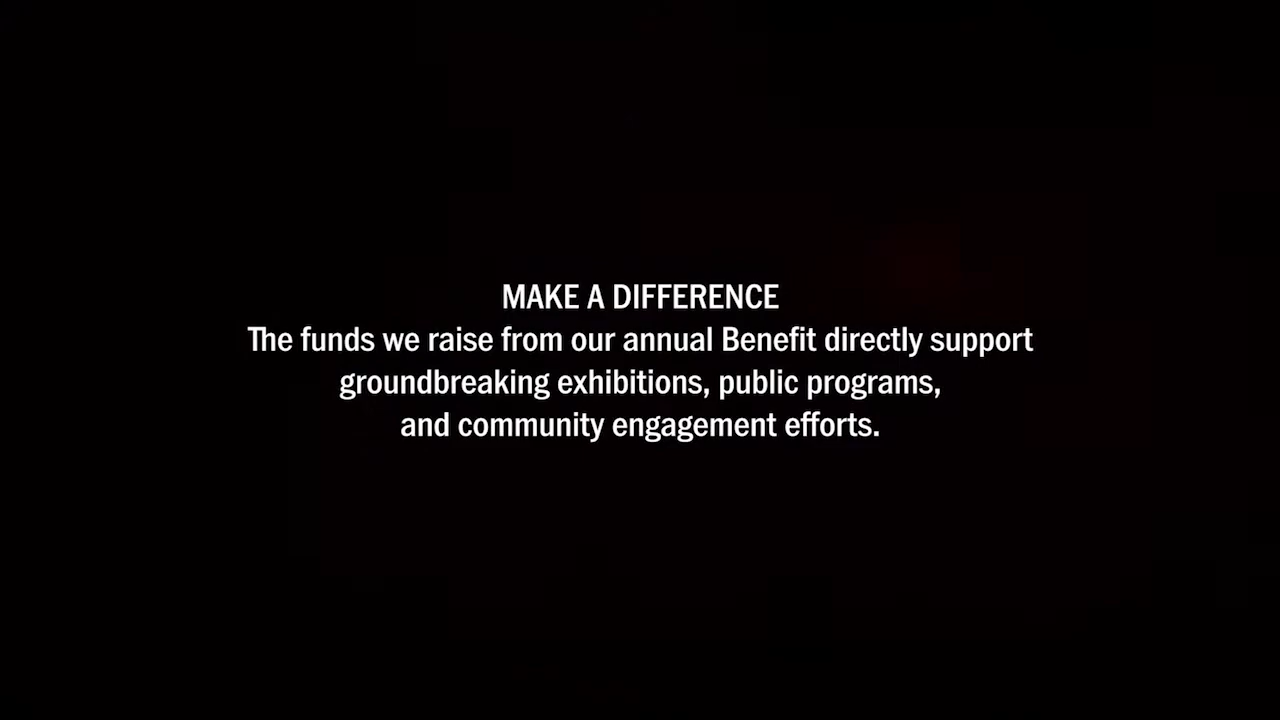 MAKE A DIFFERENCE
The funds we raise from our annual Benefit directly support
groundbreaking exhibitions, public programs,
and community engagement efforts.